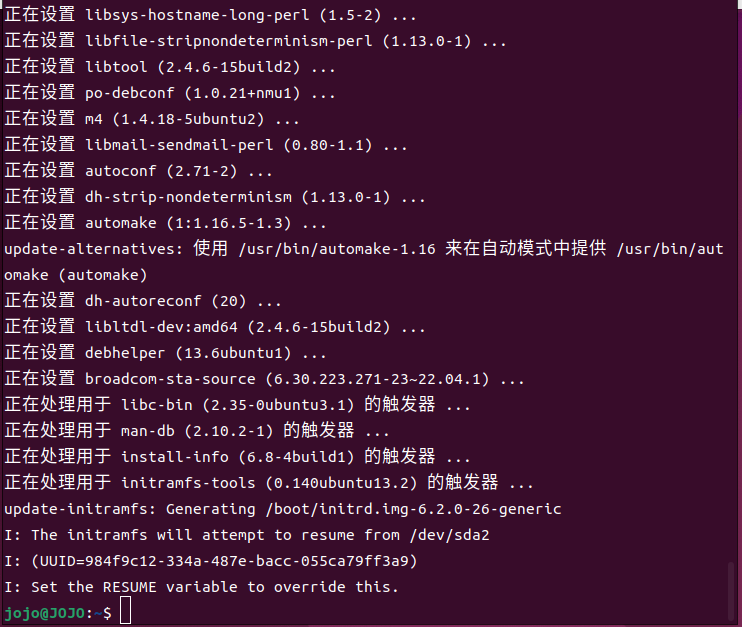 正在设置 libsys-hostname-long-perl (1.5-2) ...
正在设置 libfile-stripnondeterminism-perl (1.13.0-1) ...
正在设置 libtool (2.4.6-15build2) ...
正在设置 po-debconf (1.0.21+nmu1) ...
正在设置 m4 (1.4.18-5ubuntu2) ...
正在设置 libmail-sendmail-perl (0.80-1.1) ...
正在设置 autoconf (2.71-2) ...
正在设置 dh-strip-nondeterminism (1.13.0-1) ...
正在设置 automake (1:1.16.5-1.3) ...
update-alternatives: 使用 /usr/bin/automake-1.16 来在自动模式中提供 /usr/bin/aut
omake (automake)
正在设置 dh-autoreconf (20) ...
正在设置 libltdl-dev:amd64 (2.4.6-15build2) ...
正在设置 debhelper (13.6ubuntu1) ...
正在设置 broadcom-sta-source (6.30.223.271-23~22.04.1) ...
正在处理用于 libc-bin (2.35-0ubuntu3.1) 的触发器 ...
正在处理用于 man-db (2.10.2-1) 的触发器 ...
正在处理用于 install-info (6.8-4build1) 的触发器 ...
正在处理用于 initramfs-tools (0.140ubuntu13.2) 的触发器 ...
update-initramfs: Generating /boot/initrd.img-6.2.0-26-generic
I: The initramfs will attempt to resume from /dev/sda2
I: (UUID=984f9c12-334a-487e-bacc-055ca79ff3a9)
I: Set the RESUME variable to override this.
jojo@JOJO:~$